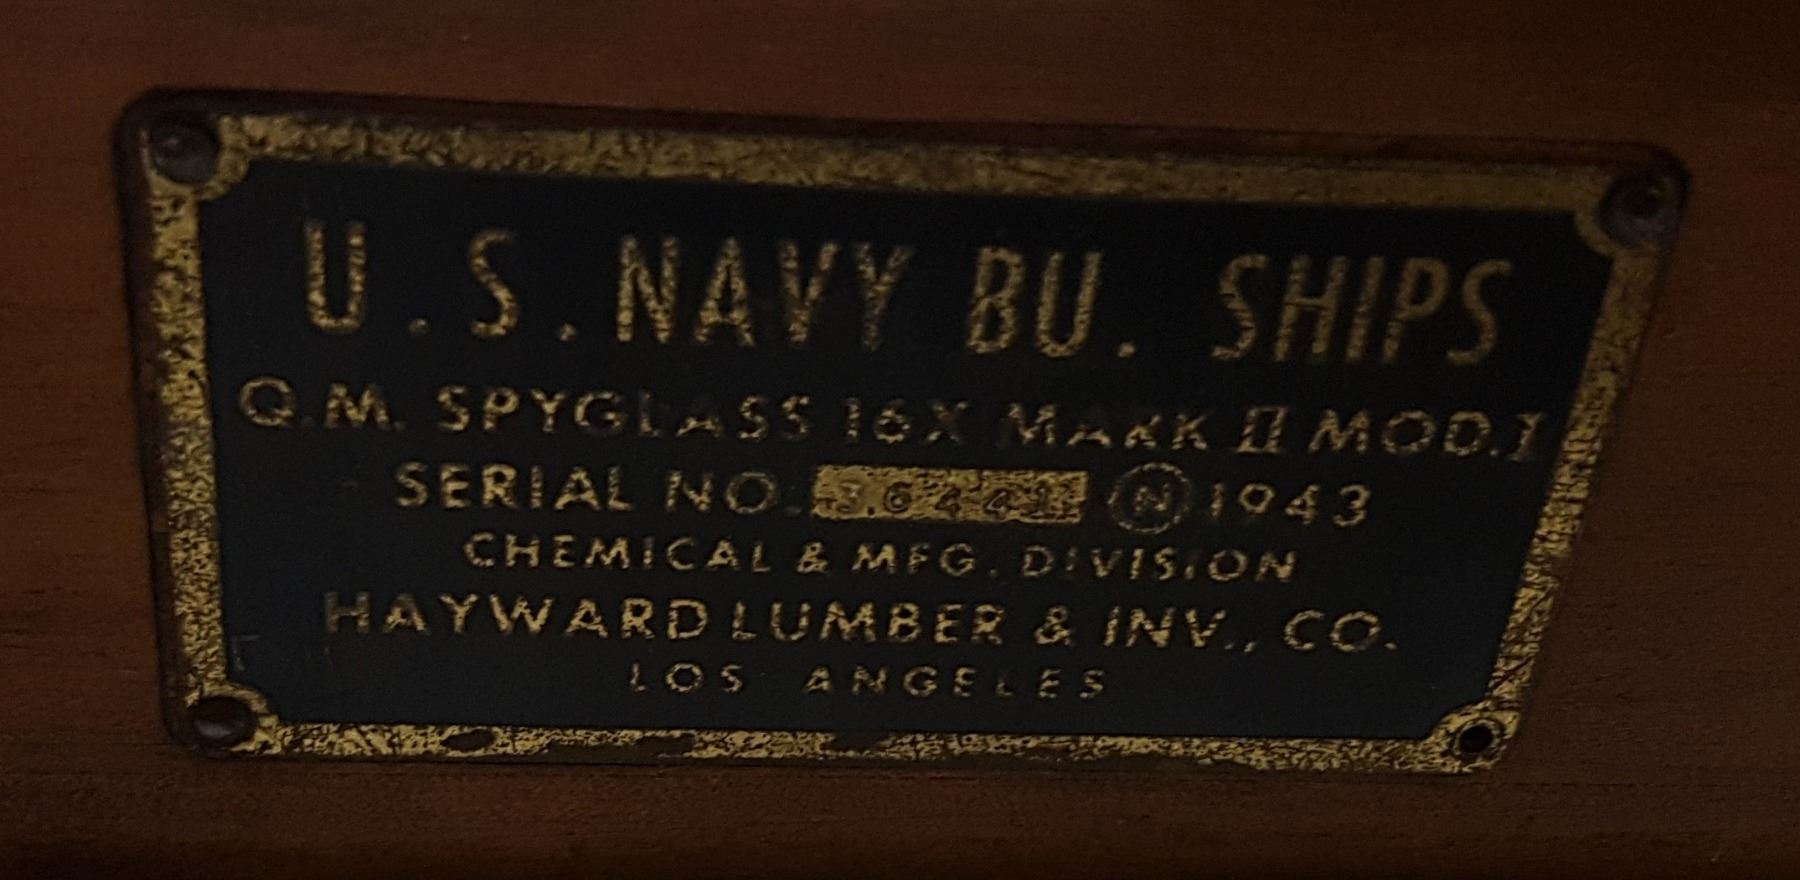 U.S. NAVY BU. SHIPS
Q.M. SPYGLASS 16X MARK II MOD.I
SERIAL NO. 36441 Ⓝ 1943
CHEMICAL & MFG. DIVISION
HAYWARD LUMBER & INV., CO.
LOS ANGELES